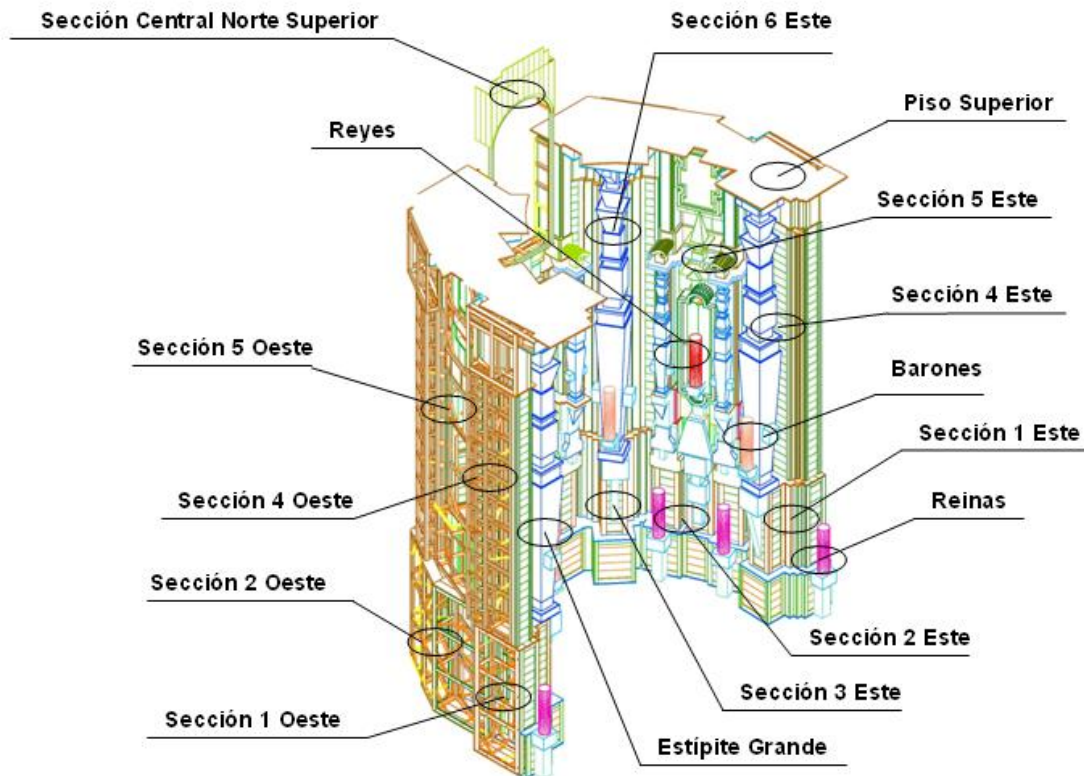 Sección Central Norte Superior
Sección 6 Este
Piso Superior
Reyes
Sección 5 Este
Sección 4 Este
Sección 5 Oeste
Barones
Sección 1 Este
Sección 4 Oeste
Reinas
Sección 2 Oeste
Sección 2 Este
Sección 3 Este
Sección 1 Oeste
Estípite Grande